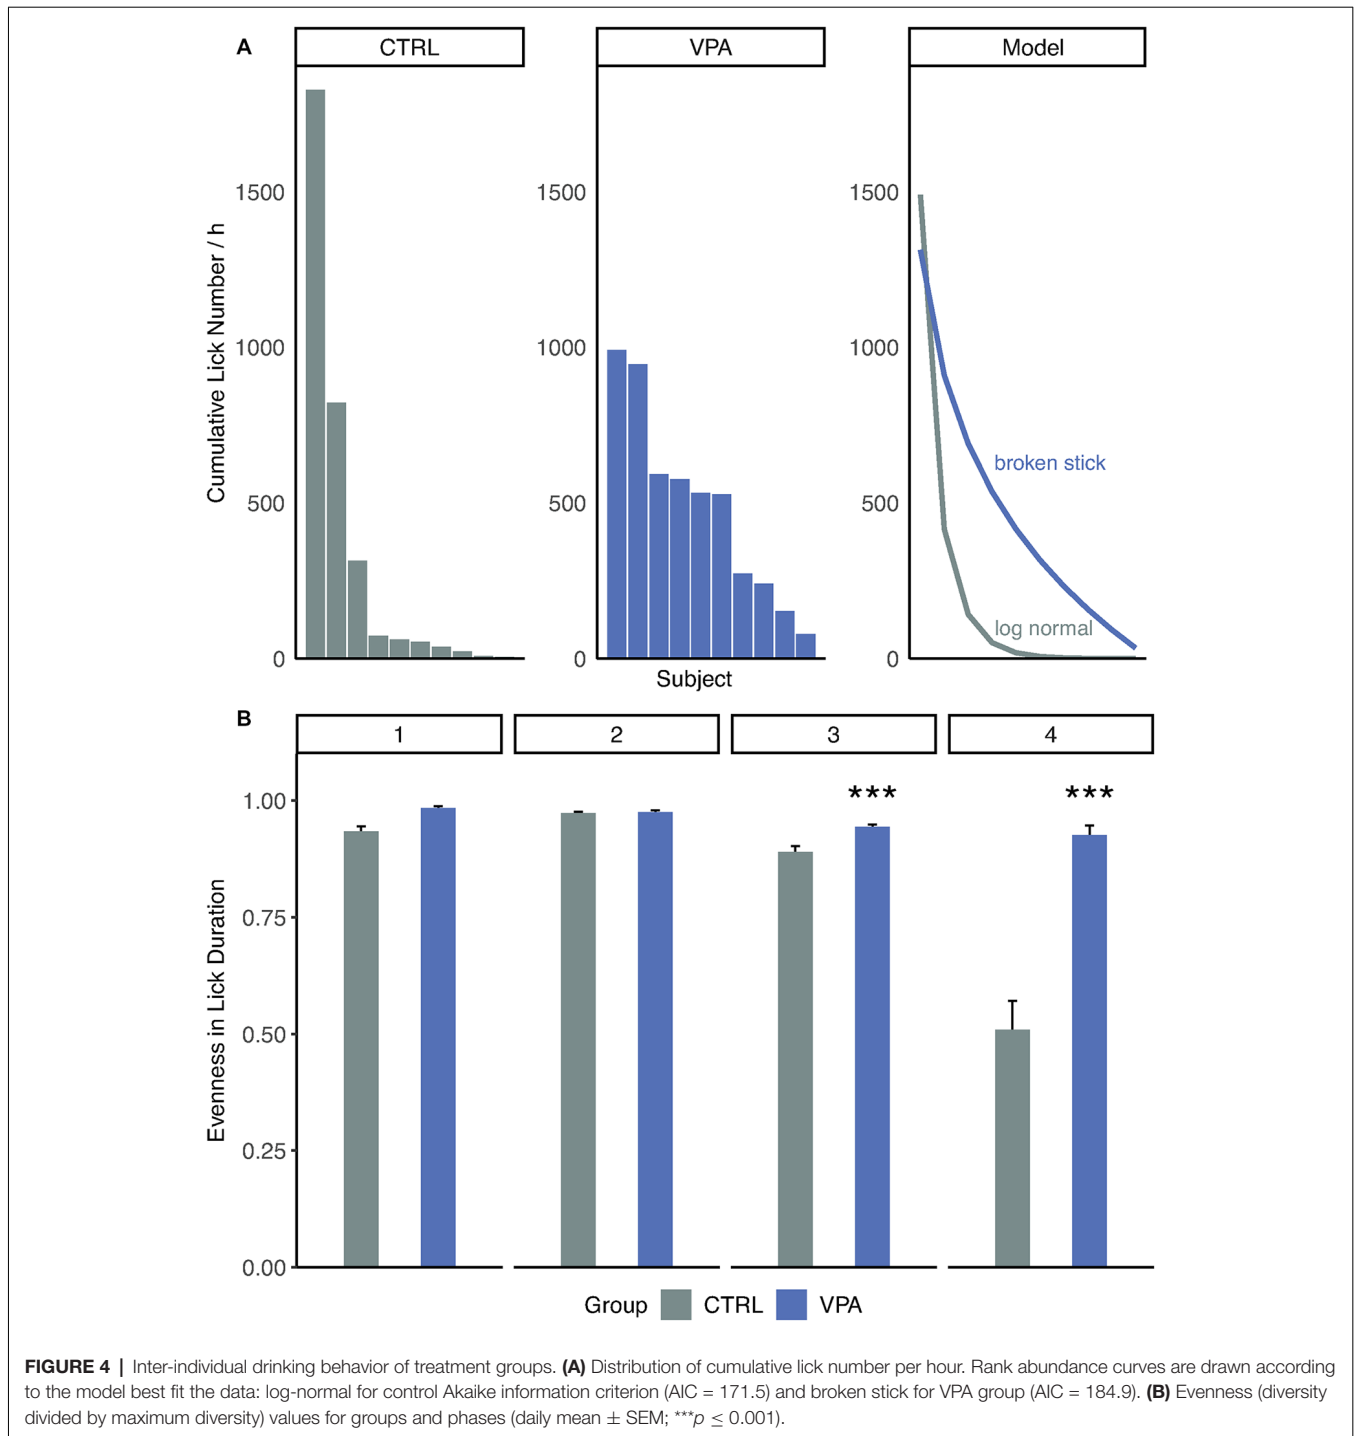 A
CTRL
VPA
Model
Cumulative Lick Number / h
1500
1000
500
0
1500
1000
500
0
1500
1000
500
0
broken stick
log normal
Subject
B
1
2
3
4
Evenness in Lick Duration
1.00
0.75
0.50
0.25
0.00
***
***
Group CTRL VPA
FIGURE 4 | Inter-individual drinking behavior of treatment groups. (A) Distribution of cumulative lick number per hour. Rank abundance curves are drawn according
to the model best fit the data: log-normal for control Akaike information criterion (AIC = 171.5) and broken stick for VPA group (AIC = 184.9). (B) Evenness (diversity
divided by maximum diversity) values for groups and phases (daily mean ± SEM; ***p ≤ 0.001).